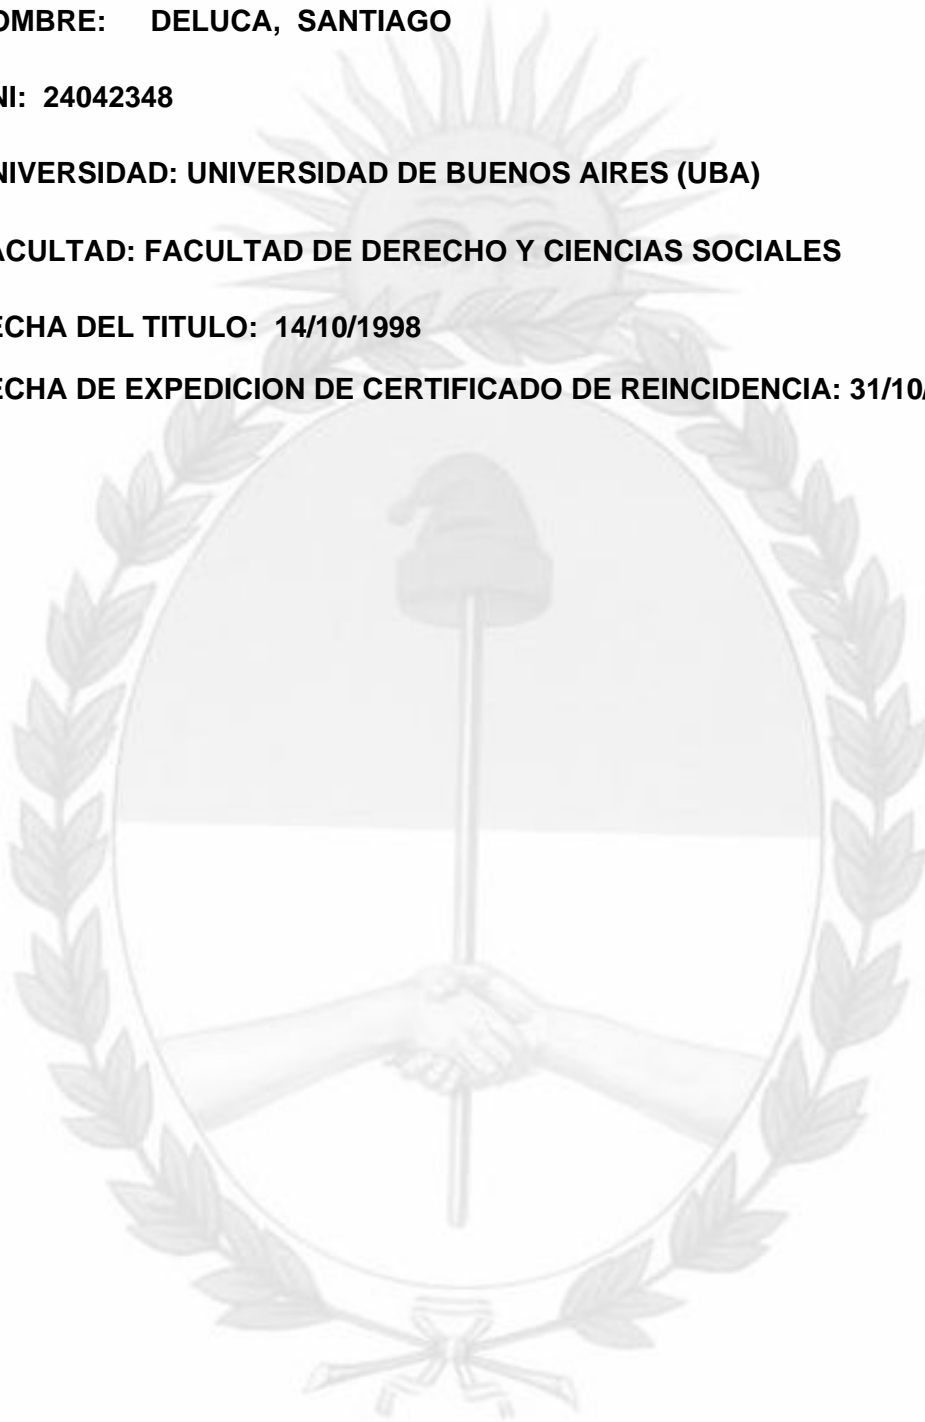 OMBRE: DELUCA, SANTIAGO
NI: 24042348
NIVERSIDAD: UNIVERSIDAD DE BUENOS AIRES (UBA)
ACULTAD: FACULTAD DE DERECHO Y CIENCIAS SOCIALES
ECHA DEL TITULO: 14/10/1998
ECHA DE EXPEDICION DE CERTIFICADO DE REINCIDENCIA: 31/10/